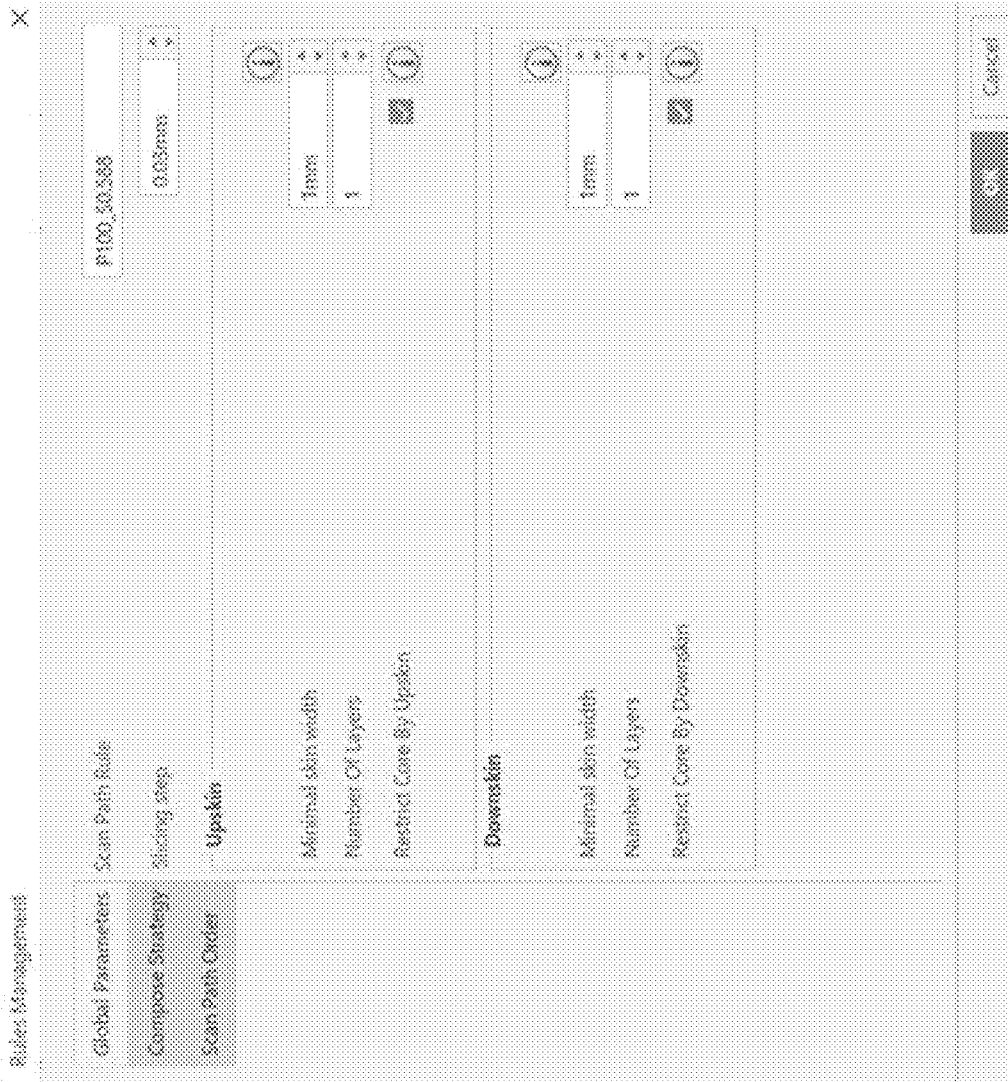 Rules Management
Global Parameters
Compose Strategy
Scan Path Order
Scan Path Rule
P100_S0.588
Slicing step
0.03mm
Upskin
Minimal skin width
1mm
Number Of Layers
1
Restrict Core By Upskin
Downskin
Minimal skin width
1mm
Number Of Layers
1
Restrict Core By Downskin
Cancel